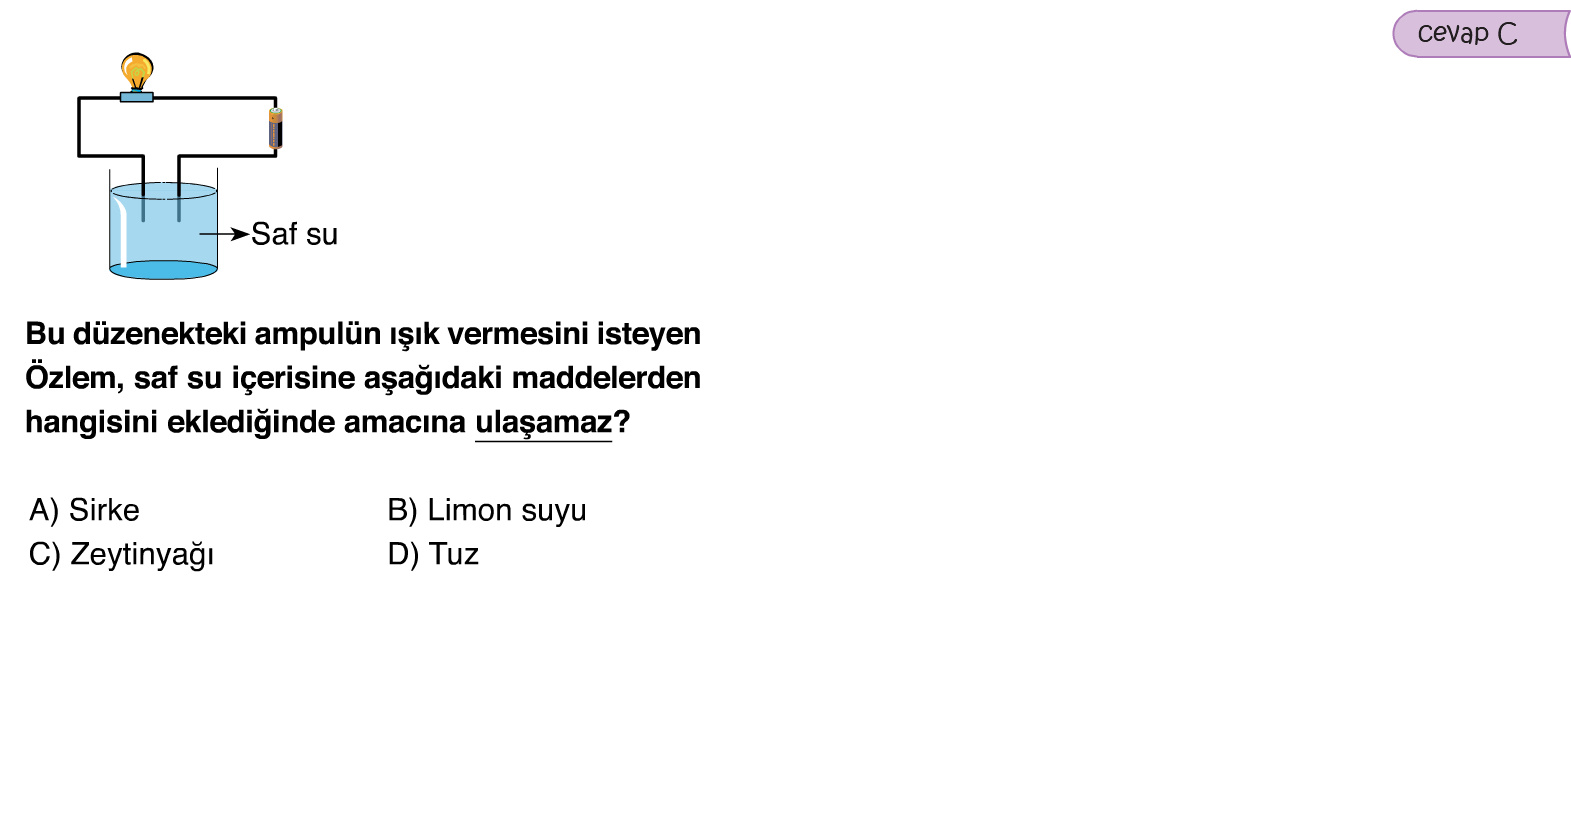 cevap C
Saf su
Bu düzenekteki ampulün ışık vermesini isteyen
Özlem, saf su içerisine aşağıdaki maddelerden
hangisini eklediğinde amacına ulaşamaz?
A) Sirke B) Limon suyu
C) Zeytinyağı D) Tuz